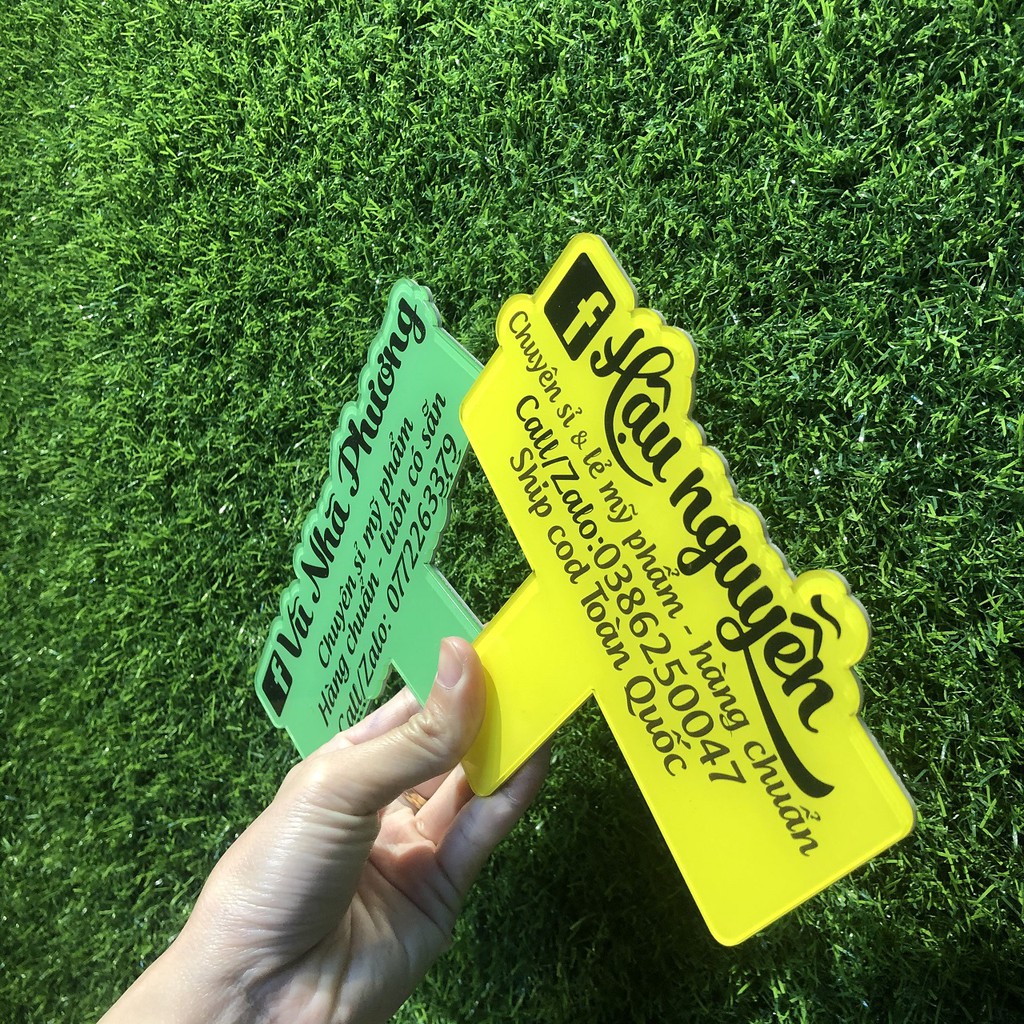 f Vá Nhã Phương
Chuyên sỉ mỹ phẩm
Hàng chuẩn - luôn có sẵn
Call/Zalo: 0772263379
f Hậu nguyễn
Chuyên sỉ & lẻ mỹ phẩm - hàng chuẩn
Call/Zalo:0386250047
Ship cod Toàn Quốc